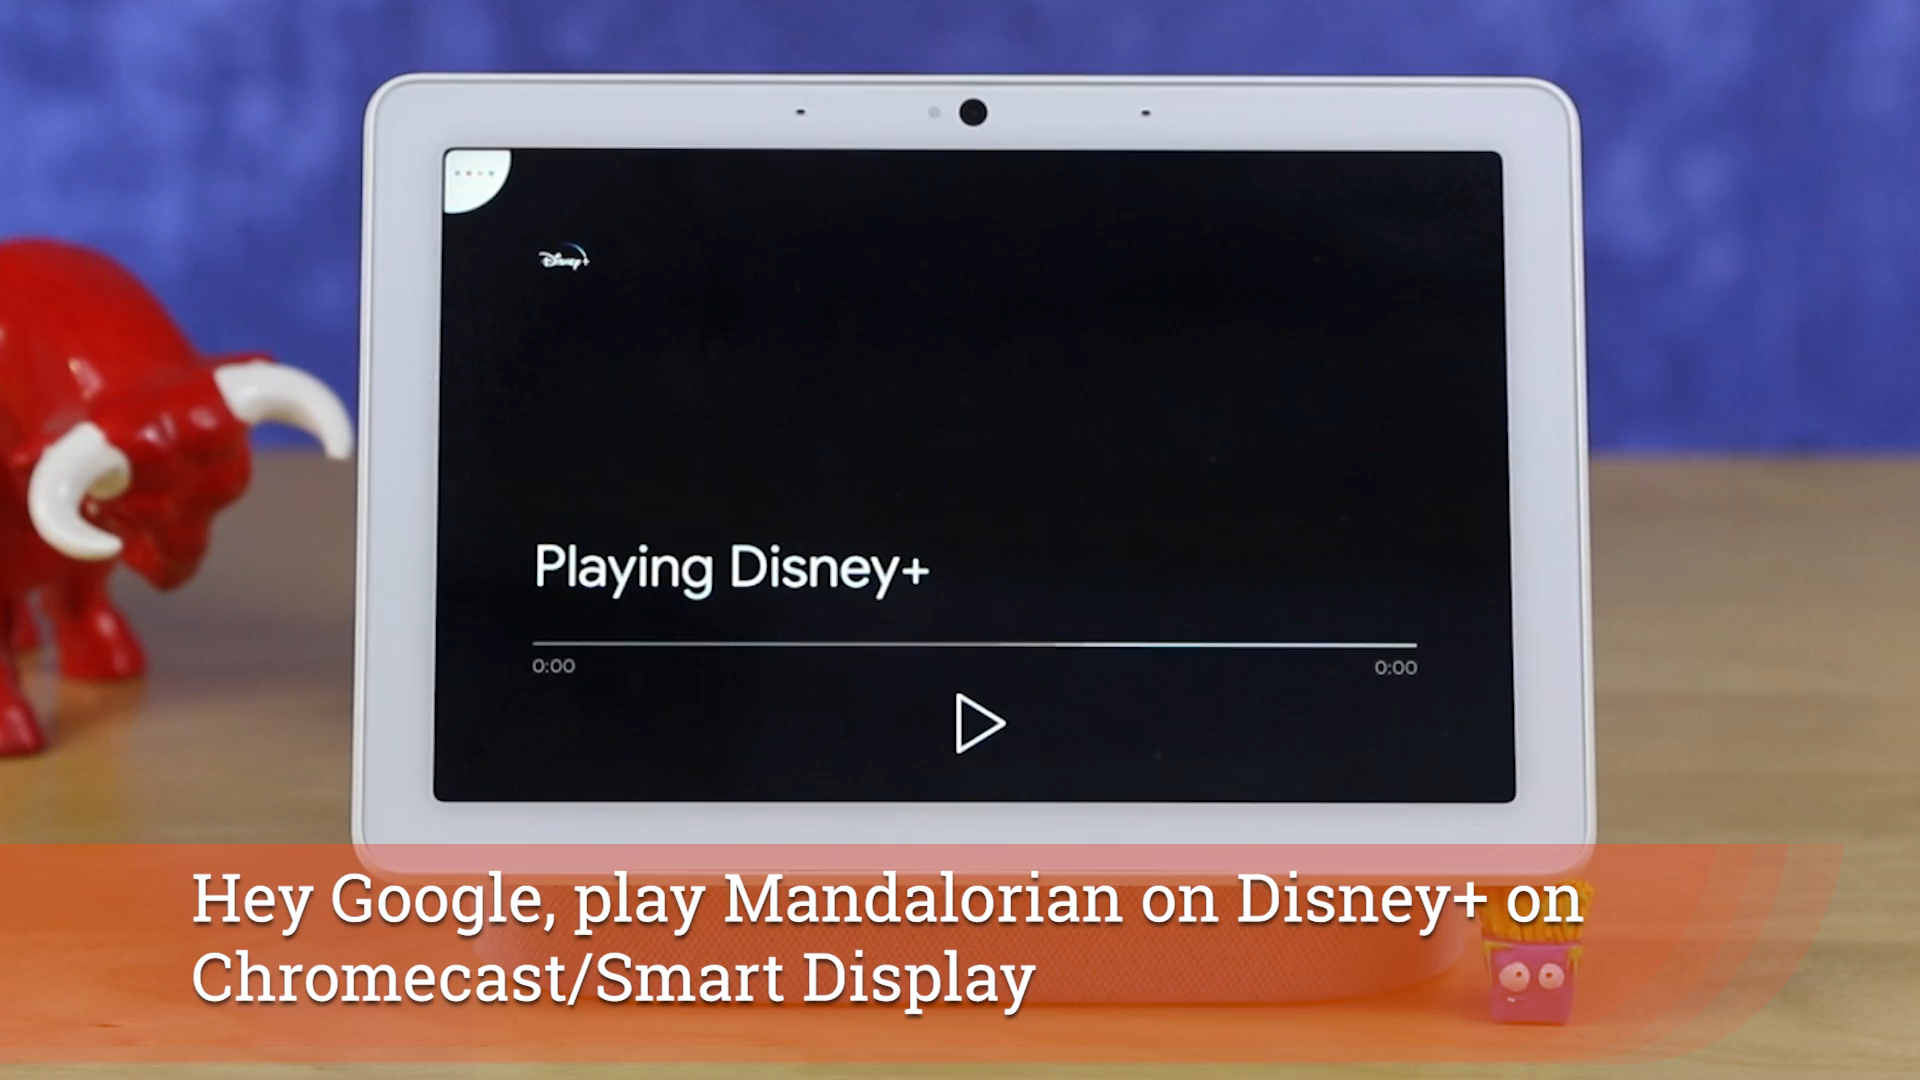 Disney+
Playing Disney+
0:00
0:00
Hey Google, play Mandalorian on Disney+ on
Chromecast/Smart Display